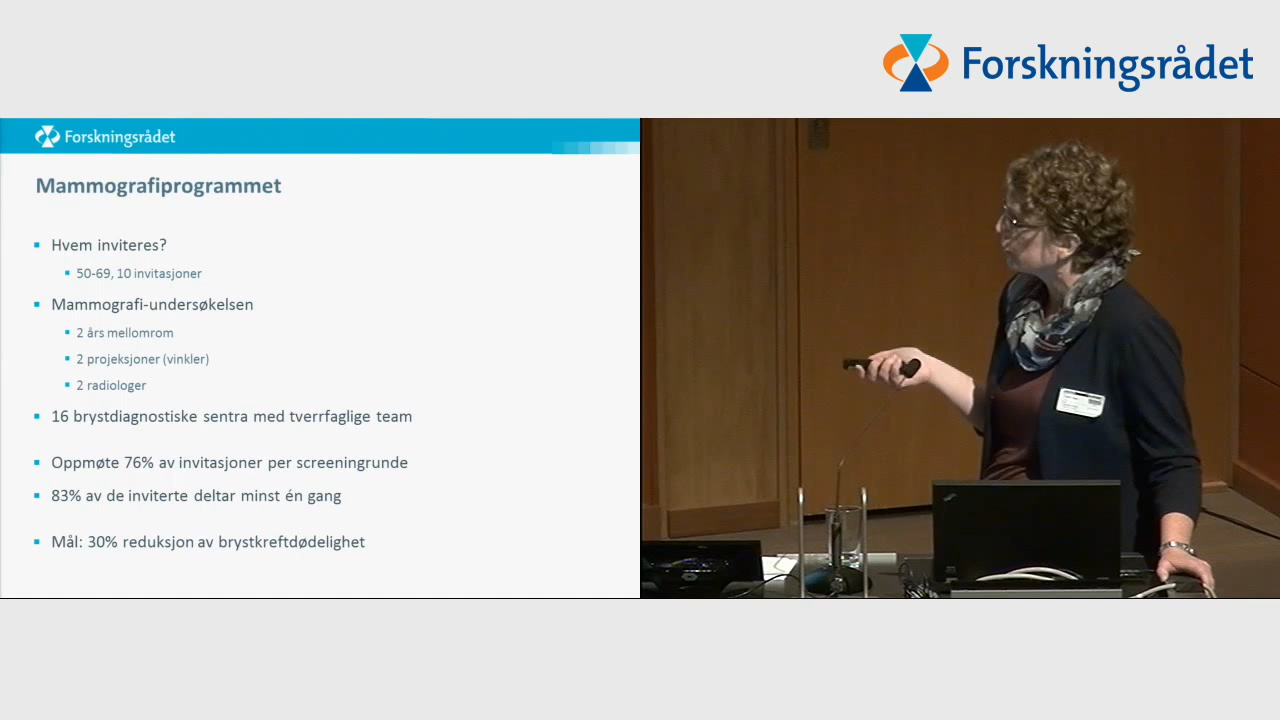 Forskningsrådet
Forskningsrådet
Mammografiprogrammet
Hvem inviteres?
50-69, 10 invitasjoner
Mammografi-undersøkelsen
2 års mellomrom
2 projeksjoner (vinkler)
2 radiologer
16 brystdiagnostiske sentra med tverrfaglige team
Oppmøte 76% av invitasjoner per screeningrunde
83% av de inviterte deltar minst én gang
Mål: 30% reduksjon av brystkreftdødelighet